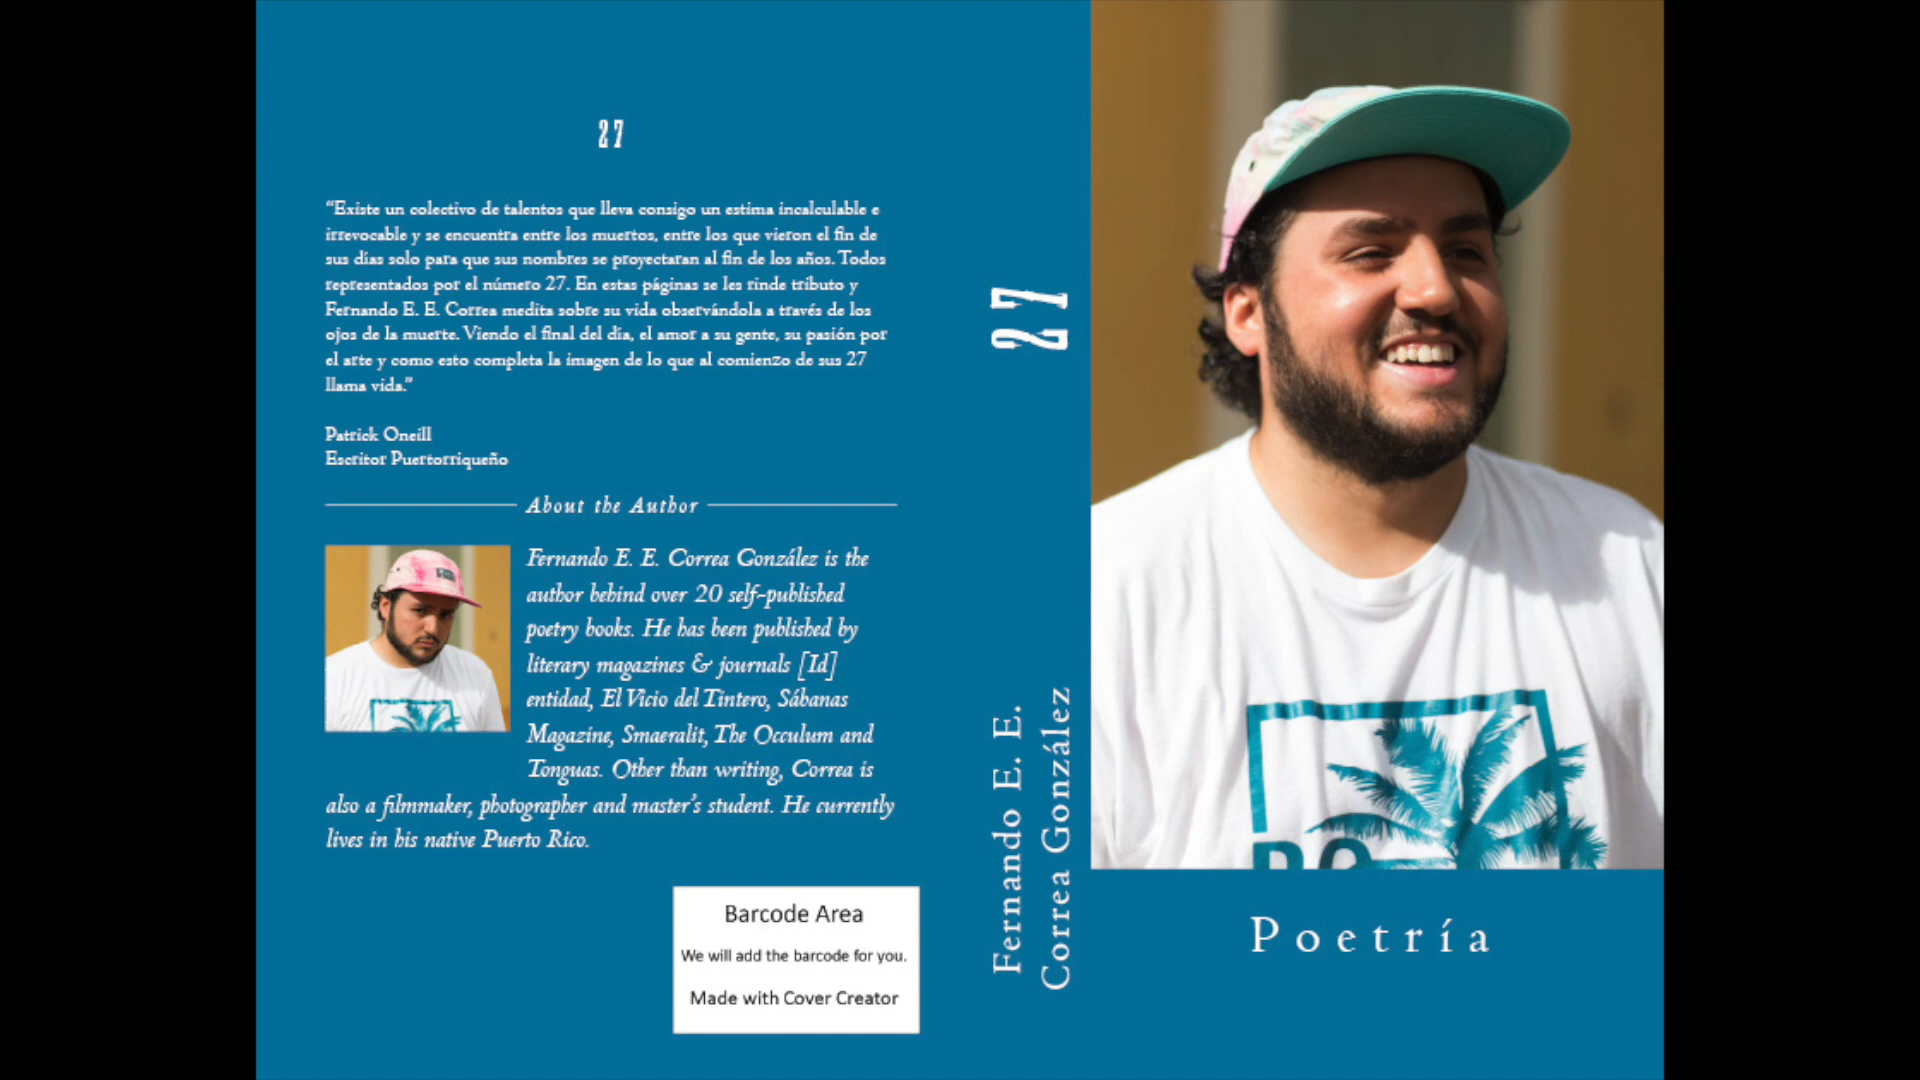 27
“Existe un colectivo de talentos que lleva consigo un estima incalculable e
irrevocable y se encuentra entre los muertos, entre los que vieron el fin de
sus días solo para que sus nombres se proyectaran al fin de los años. Todos
representados por el número 27. En estas páginas se les rinde tributo y
Fernando E. E. Correa medita sobre su vida observándola a través de los
ojos de la muerte. Viendo el final del día, el amor a su gente, su pasión por
el arte y como esto completa la imagen de lo que al comienzo de sus 27
llama vida.”
Patrick Oneill
Escritor Puertorriqueño
About the Author
Fernando E. E. Correa González is the
author behind over 20 self-published
poetry books. He has been published by
literary magazines & journals [Id]
entidad, El Vicio del Tintero, Sábanas
Magazine, Smaeralit, The Occulum and
Tonguas. Other than writing, Correa is
also a filmmaker, photographer and master’s student. He currently
lives in his native Puerto Rico.
Barcode Area
We will add the barcode for you.
Made with Cover Creator
27
Fernando E. E.
Correa González
Poetría